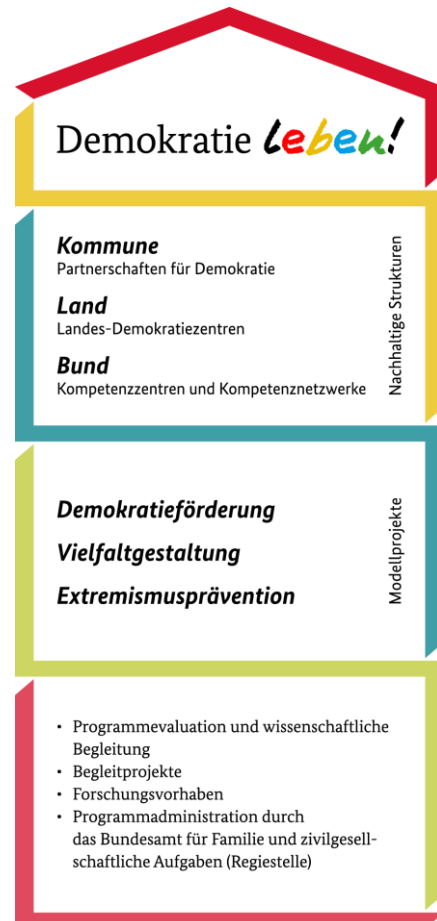 Demokratie Leben!
Kommune
Partnerschaften für Demokratie
Land
Landes-Demokratiezentren
Bund
Kompetenzzentren und Kompetenznetzwerke
Nachhaltige Strukturen
Demokratieförderung
Vielfaltgestaltung
Extremismusprävention
Modellprojekte
• Programmevaluation und wissenschaftliche
Begleitung
• Begleitprojekte
• Forschungsvorhaben
• Programmadministration durch
das Bundesamt für Familie und zivilgesell-
schaftliche Aufgaben (Regiestelle)